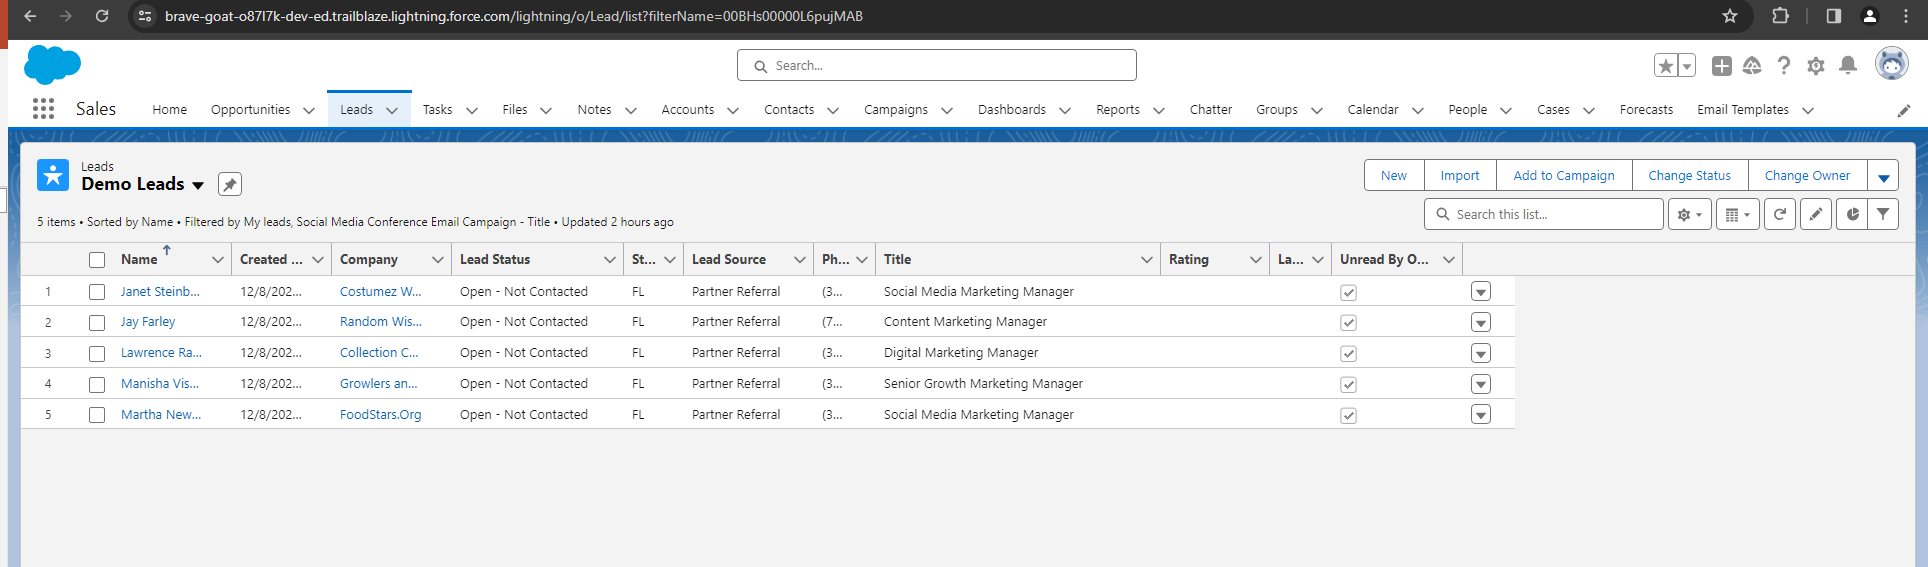 brave-goat-o87l7k-dev-ed.trailblaze.lightning.force.com/lightning/o/Lead/list?filterName=00BHs00000L6pujMAB
Search...
Sales Home Opportunities Leads Tasks Files Notes Accounts Contacts Campaigns Dashboards Reports Chatter Groups Calendar People Cases Forecasts Email Templates
Leads
Demo Leads
New Import Add to Campaign Change Status Change Owner
5 items • Sorted by Name • Filtered by My leads, Social Media Conference Email Campaign - Title • Updated 2 hours ago
Search this list...
Name Created ... Company Lead Status St... Lead Source Ph... Title Rating La... Unread By O...
1 Janet Steinb... 12/8/202... Costumez W... Open - Not Contacted FL Partner Referral (3... Social Media Marketing Manager
2 Jay Farley 12/8/202... Random Wis... Open - Not Contacted FL Partner Referral (7... Content Marketing Manager
3 Lawrence Ra... 12/8/202... Collection C... Open - Not Contacted FL Partner Referral (3... Digital Marketing Manager
4 Manisha Vis... 12/8/202... Growlers an... Open - Not Contacted FL Partner Referral (3... Senior Growth Marketing Manager
5 Martha New... 12/8/202... FoodStars.Org Open - Not Contacted FL Partner Referral (3... Social Media Marketing Manager